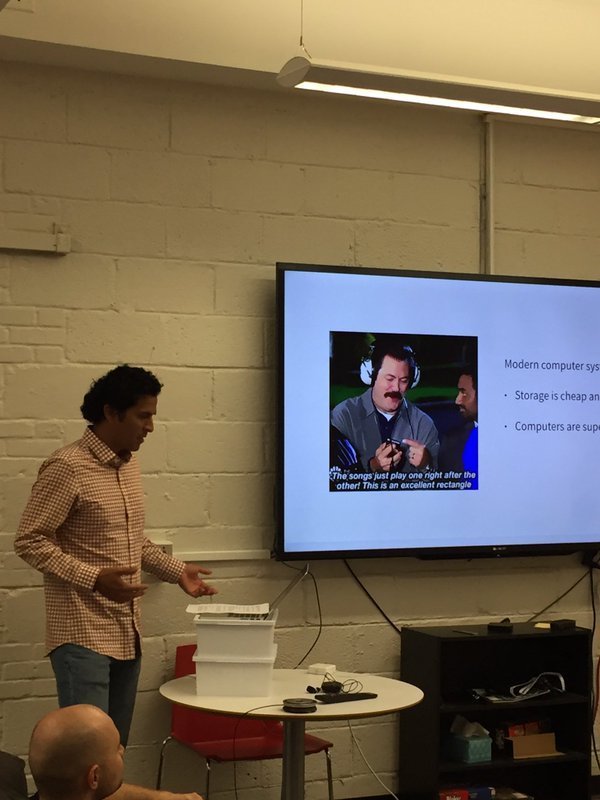 Modern computer sys
• Storage is cheap an
• Computers are supe
The songs just play one right after the
other! This is an excellent rectangle